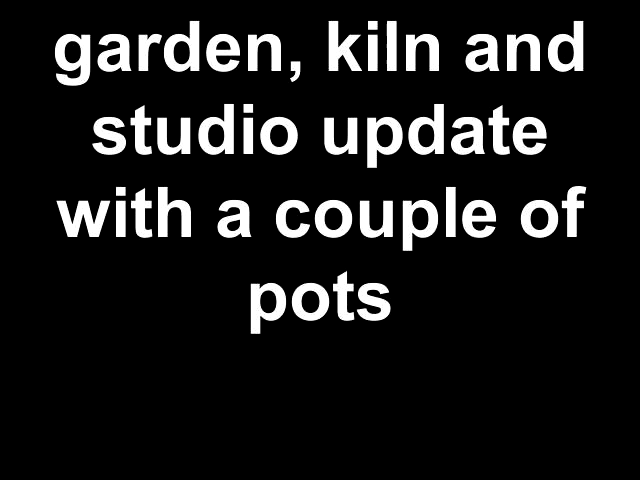 garden, kiln and
studio update
with a couple of
pots